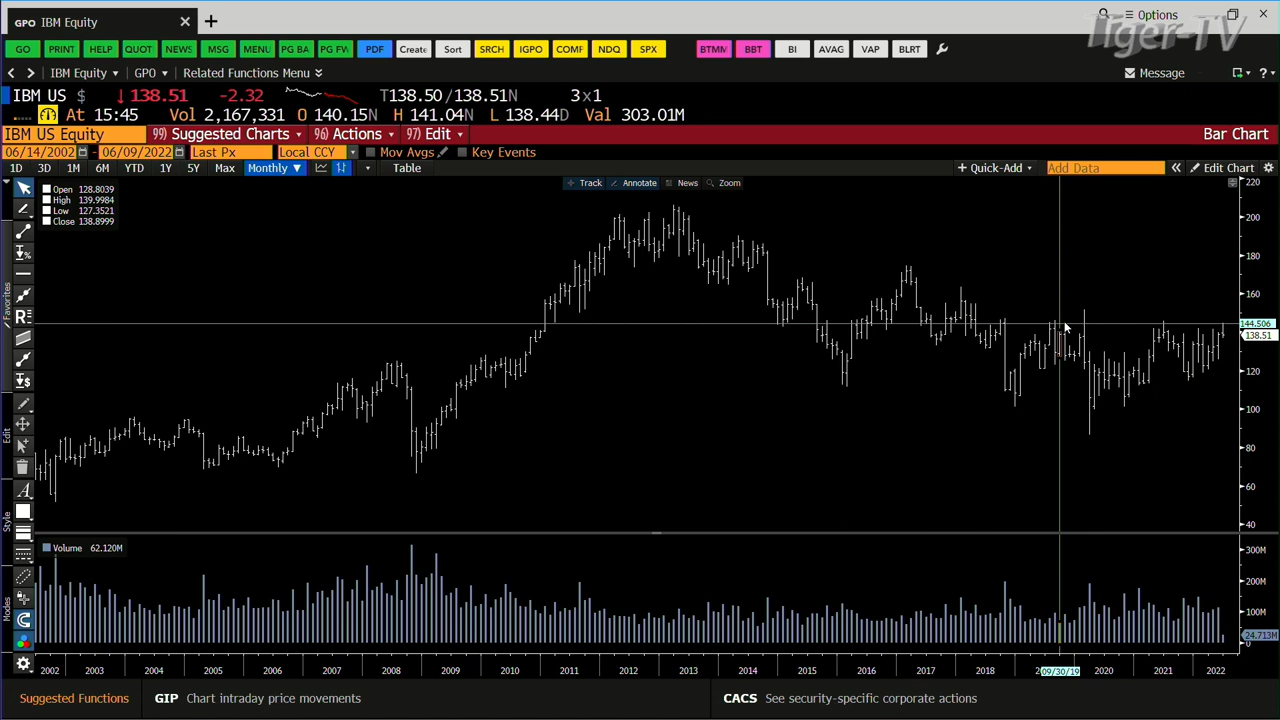 GPO IBM Equity
Options
Tiger-TV
GO PRINT HELP QUOT NEWS MSG MENU PG BA PG FW PDF Create Sort SRCH IGPO COMF NDQ SPX BTMM BBT BI AVAG VAP BLRT
IBM Equity GPO Related Functions Menu Message ?
IBM US $ ↓138.51 -2.32 T138.50/138.51N 3x1
At 15:45 Vol 2,167,331 O 140.15N H 141.04N L 138.44D Val 303.01M
IBM US Equity 99) Suggested Charts 96) Actions 97) Edit Bar Chart
06/14/2002 - 06/09/2022 Last Px Local CCY Mov Avgs Key Events
1D 3D 1M 6M YTD 1Y 5Y Max Monthly ▼ Table + Quick-Add Add Data « Edit Chart
Track Annotate News Zoom
Open 128.8039
High 139.9984
Low 127.3521
Close 138.8999
220
200
180
160
144.506
138.51
120
100
80
60
40
Favorites
Edit
Style
Modes
Volume 62.120M
300M
200M
100M
24.713M
0
2002 2003 2004 2005 2006 2007 2008 2009 2010 2011 2012 2013 2014 2015 2016 2017 2018 2 09/30/19 2020 2021 2022
Suggested Functions GIP Chart intraday price movements CACS See security-specific corporate actions